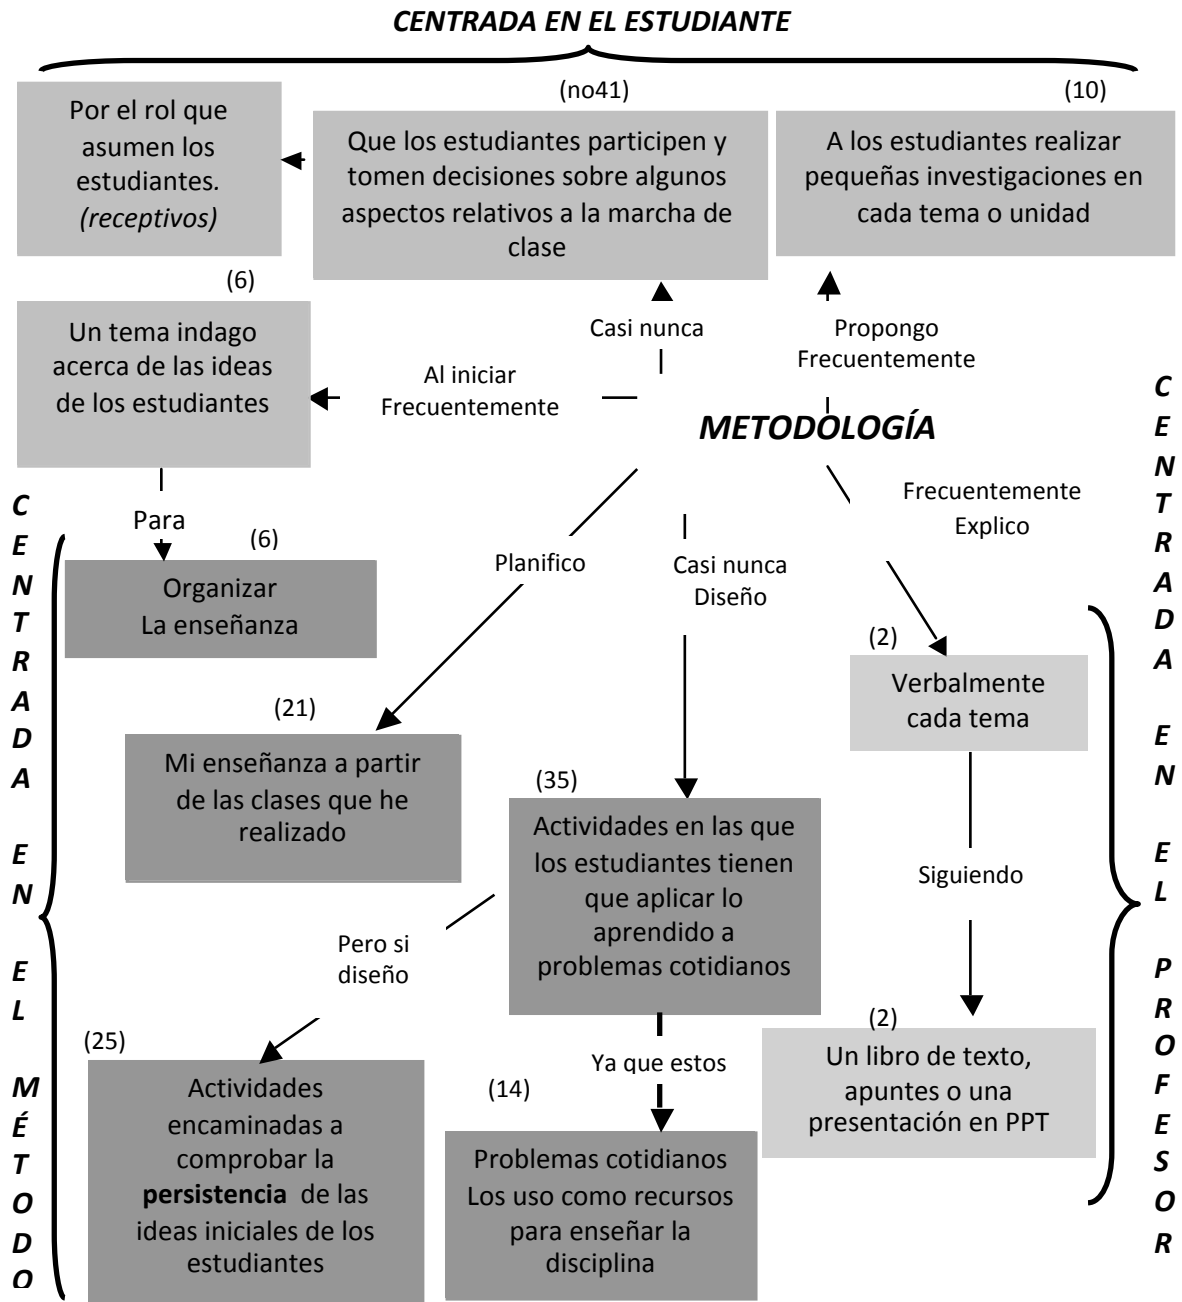 CENTRADA EN EL ESTUDIANTE
Por el rol que
asumen los
estudiantes.
(receptivos)
(no41)
Que los estudiantes participen y
tomen decisiones sobre algunos
aspectos relativos a la marcha de
clase
(10)
A los estudiantes realizar
pequeñas investigaciones en
cada tema o unidad
(6)
Un tema indago
acerca de las ideas
de los estudiantes
Al iniciar
Frecuentemente
Casi nunca
Propongo
Frecuentemente
METODOLOGÍA
Para
(6)
Organizar
La enseñanza
Planifico
Casi nunca
Diseño
Frecuentemente
Explico
(21)
Mi enseñanza a partir
de las clases que he
realizado
(35)
Actividades en las que
los estudiantes tienen
que aplicar lo
aprendido a
problemas cotidianos
(2)
Verbalmente
cada tema
Siguiendo
(2)
Un libro de texto,
apuntes o una
presentación en PPT
Pero si
diseño
(25)
Actividades
encaminadas a
comprobar la
persistencia de las
ideas iniciales de los
estudiantes
Ya que estos
(14)
Problemas cotidianos
Los uso como recursos
para enseñar la
disciplina
CENTRADA EN EL MÉTODO
CENTRADA EN EL PROFESOR